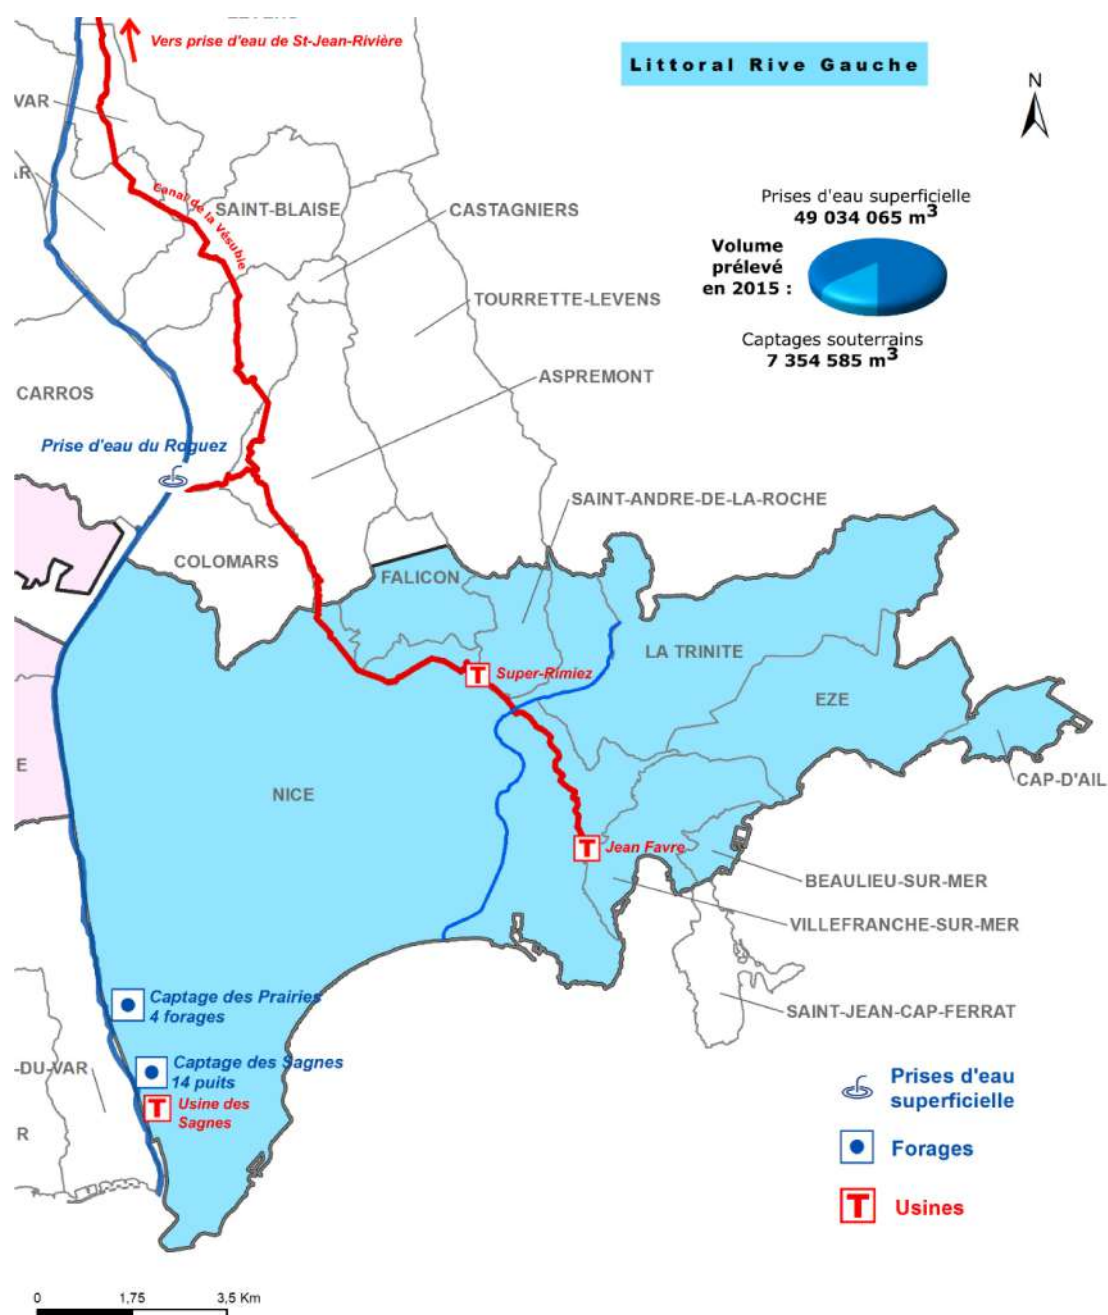 Vers prise d'eau de St-Jean-Rivière
Littoral Rive Gauche
N
VAR
Canal de la Vésubie
SAINT-BLAISE
CASTAGNIERS
Prises d'eau superficielle
49 034 065 m³
Volume
prélevé
en 2015 :
Captages souterrains
7 354 585 m³
TOURRETTE-LEVENS
ASPREMONT
CARROS
Prise d'eau du Roguez
SAINT-ANDRE-DE-LA-ROCHE
COLOMARS
FALICON
LA TRINITE
Super-Rimiez
EZE
E
CAP-D'AIL
NICE
Jean Favre
BEAULIEU-SUR-MER
VILLEFRANCHE-SUR-MER
Captage des Prairies
4 forages
SAINT-JEAN-CAP-FERRAT
-DU-VAR
Captage des Sagnes
14 puits
Usine des
Sagnes
R
Prises d'eau
superficielle
Forages
T Usines
0 1,75 3,5 Km